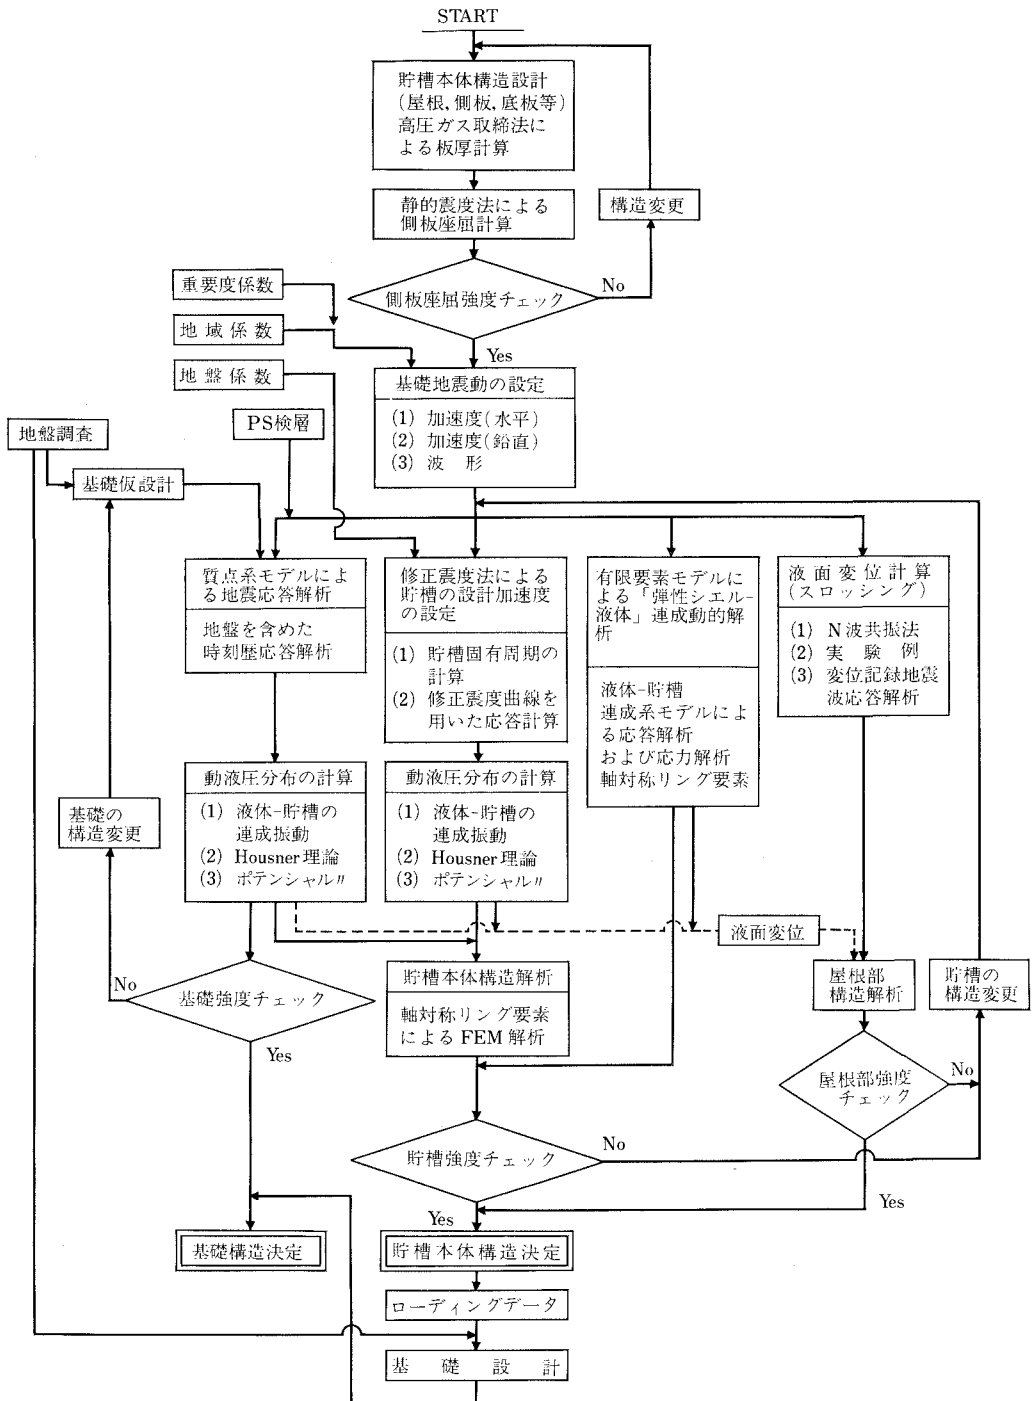 START
貯槽本体構造設計
(屋根,側板,底板等)
高圧ガス取締法に
よる板厚計算
静的震度法による
側板座屈計算
構造変更
側板座屈強度チェック
No
Yes
重要度係数
地域係数
地盤係数
基礎地震動の設定
(1) 加速度(水平)
(2) 加速度(鉛直)
(3) 波形
PS検層
地盤調査
基礎仮設計
質点系モデルによ
る地震応答解析
地盤を含めた
時刻歴応答解析
修正震度法による
貯槽の設計加速度
の設定
(1) 貯槽固有周期の
計算
(2) 修正震度曲線を
用いた応答計算
有限要素モデルに
よる「弾性シエル-
液体」連成動的解
析
液体-貯槽
連成系モデルによ
る応答解析
および応力解析
軸対称リング要素
液面変位計算
(スロッシング)
(1) N波共振法
(2) 実験例
(3) 変位記録地震
波応答解析
動液圧分布の計算
(1) 液体-貯槽の
連成振動
(2) Housner理論
(3) ポテンシャル〃
動液圧分布の計算
(1) 液体-貯槽の
連成振動
(2) Housner理論
(3) ポテンシャル〃
基礎の
構造変更
液面変位
No
基礎強度チェック
Yes
貯槽本体構造解析
軸対称リング要素
によるFEM解析
屋根部
構造解析
貯槽の
構造変更
屋根部強度
チェック
No
Yes
貯槽強度チェック
No
Yes
基礎構造決定
貯槽本体構造決定
ローディングデータ
基礎設計